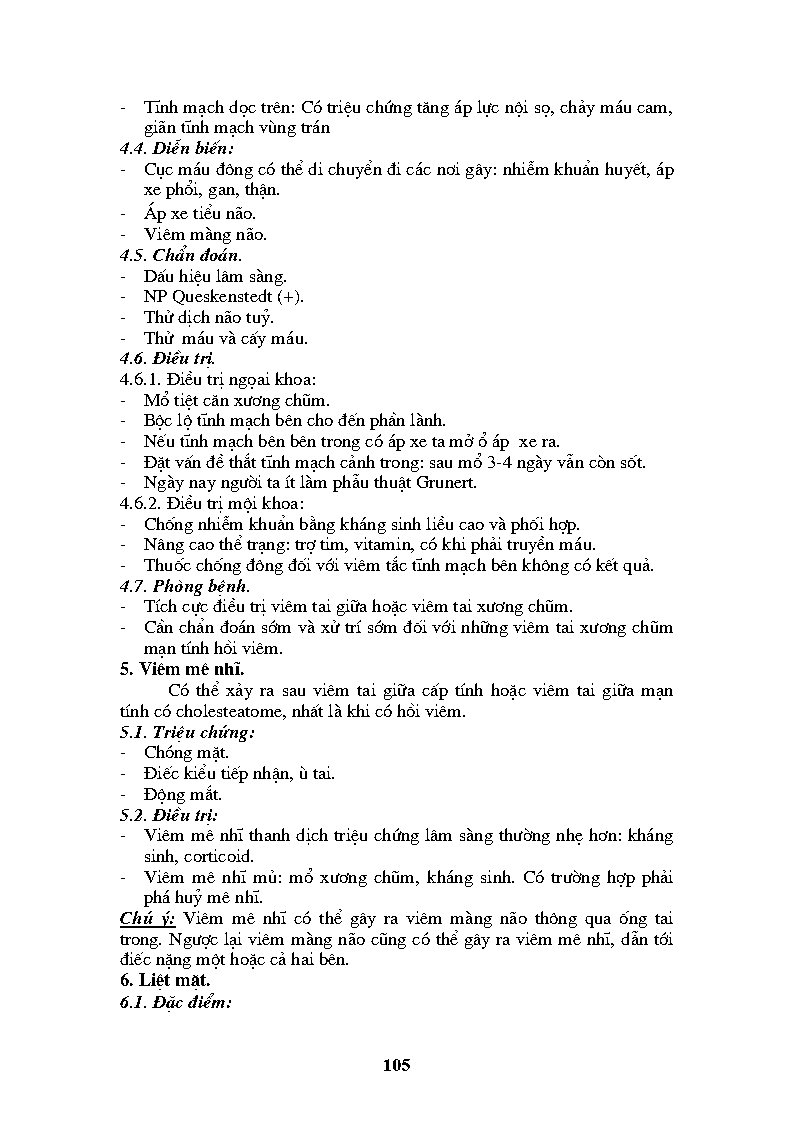 - Tĩnh mạch dọc trên: Có triệu chứng tăng áp lực nội sọ, chảy máu cam,
giãn tĩnh mạch vùng trán
4.4. Diễn biến:
- Cục máu đông có thể di chuyển đi các nơi gây: nhiễm khuẩn huyết, áp
xe phổi, gan, thận.
- Áp xe tiểu não.
- Viêm màng não.
4.5. Chẩn đoán.
- Dấu hiệu lâm sàng.
- NP Queskenstedt (+).
- Thử dịch não tuỷ.
- Thử máu và cấy máu.
4.6. Điều trị.
4.6.1. Điều trị ngọai khoa:
- Mổ tiệt căn xương chũm.
- Bộc lộ tĩnh mạch bên cho đến phần lành.
- Nếu tĩnh mạch bên bên trong có áp xe ta mở ổ áp xe ra.
- Đặt vấn đề thắt tĩnh mạch cảnh trong: sau mổ 3-4 ngày vẫn còn sốt.
- Ngày nay người ta ít làm phẫu thuật Grunert.
4.6.2. Điều trị mội khoa:
- Chống nhiễm khuẩn bằng kháng sinh liều cao và phối hợp.
- Nâng cao thể trạng: trợ tim, vitamin, có khi phải truyền máu.
- Thuốc chống đông đối với viêm tắc tĩnh mạch bên không có kết quả.
4.7. Phòng bệnh.
- Tích cực điều trị viêm tai giữa hoặc viêm tai xương chũm.
- Cần chẩn đoán sớm và xử trí sớm đối với những viêm tai xương chũm
mạn tính hồi viêm.
5. Viêm mê nhĩ.
Có thể xảy ra sau viêm tai giữa cấp tính hoặc viêm tai giữa mạn
tính có cholesteatome, nhất là khi có hồi viêm.
5.1. Triệu chứng:
- Chóng mặt.
- Điếc kiểu tiếp nhận, ù tai.
- Động mắt.
5.2. Điều trị:
- Viêm mê nhĩ thanh dịch triệu chứng lâm sàng thường nhẹ hơn: kháng
sinh, corticoid.
- Viêm mê nhĩ mủ: mổ xương chũm, kháng sinh. Có trường hợp phải
phá huỷ mê nhĩ.
Chú ý: Viêm mê nhĩ có thể gây ra viêm màng não thông qua ống tai
trong. Ngược lại viêm màng não cũng có thể gây ra viêm mê nhĩ, dẫn tới
điếc nặng một hoặc cả hai bên.
6. Liệt mặt.
6.1. Đặc điểm:
105